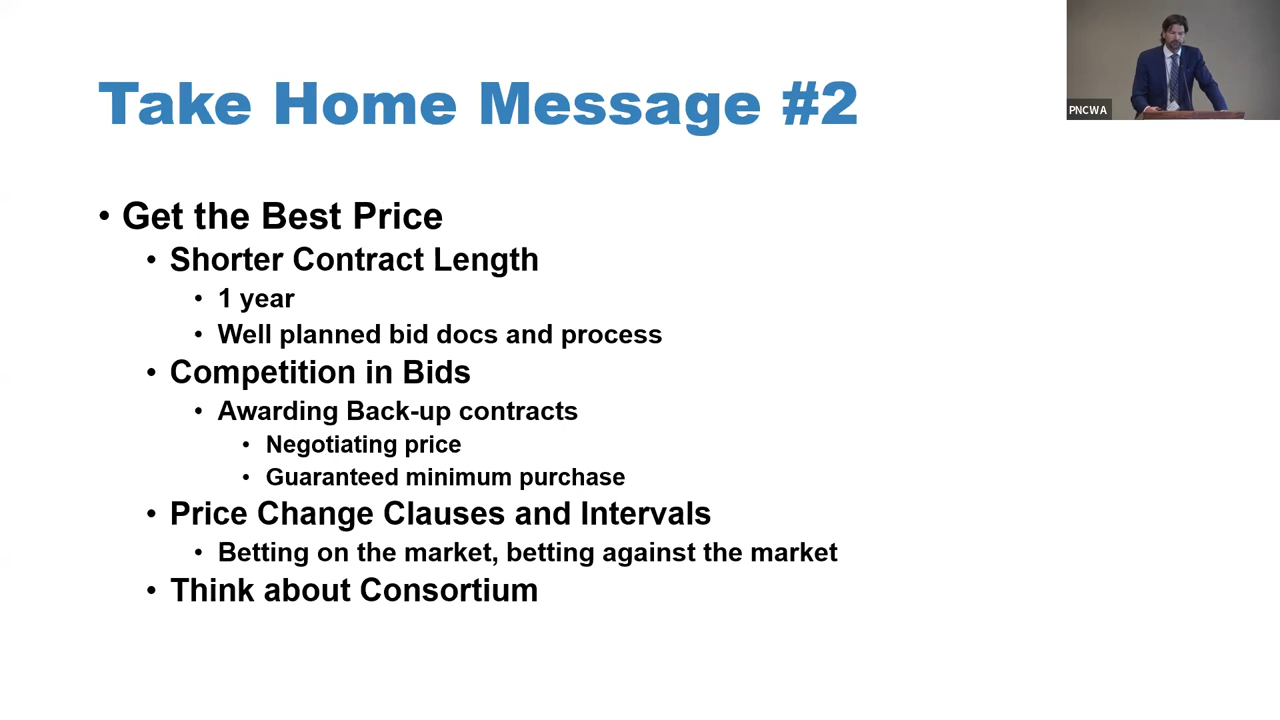 Take Home Message #2
PNCWA
• Get the Best Price
• Shorter Contract Length
• 1 year
• Well planned bid docs and process
• Competition in Bids
• Awarding Back-up contracts
• Negotiating price
• Guaranteed minimum purchase
• Price Change Clauses and Intervals
• Betting on the market, betting against the market
• Think about Consortium